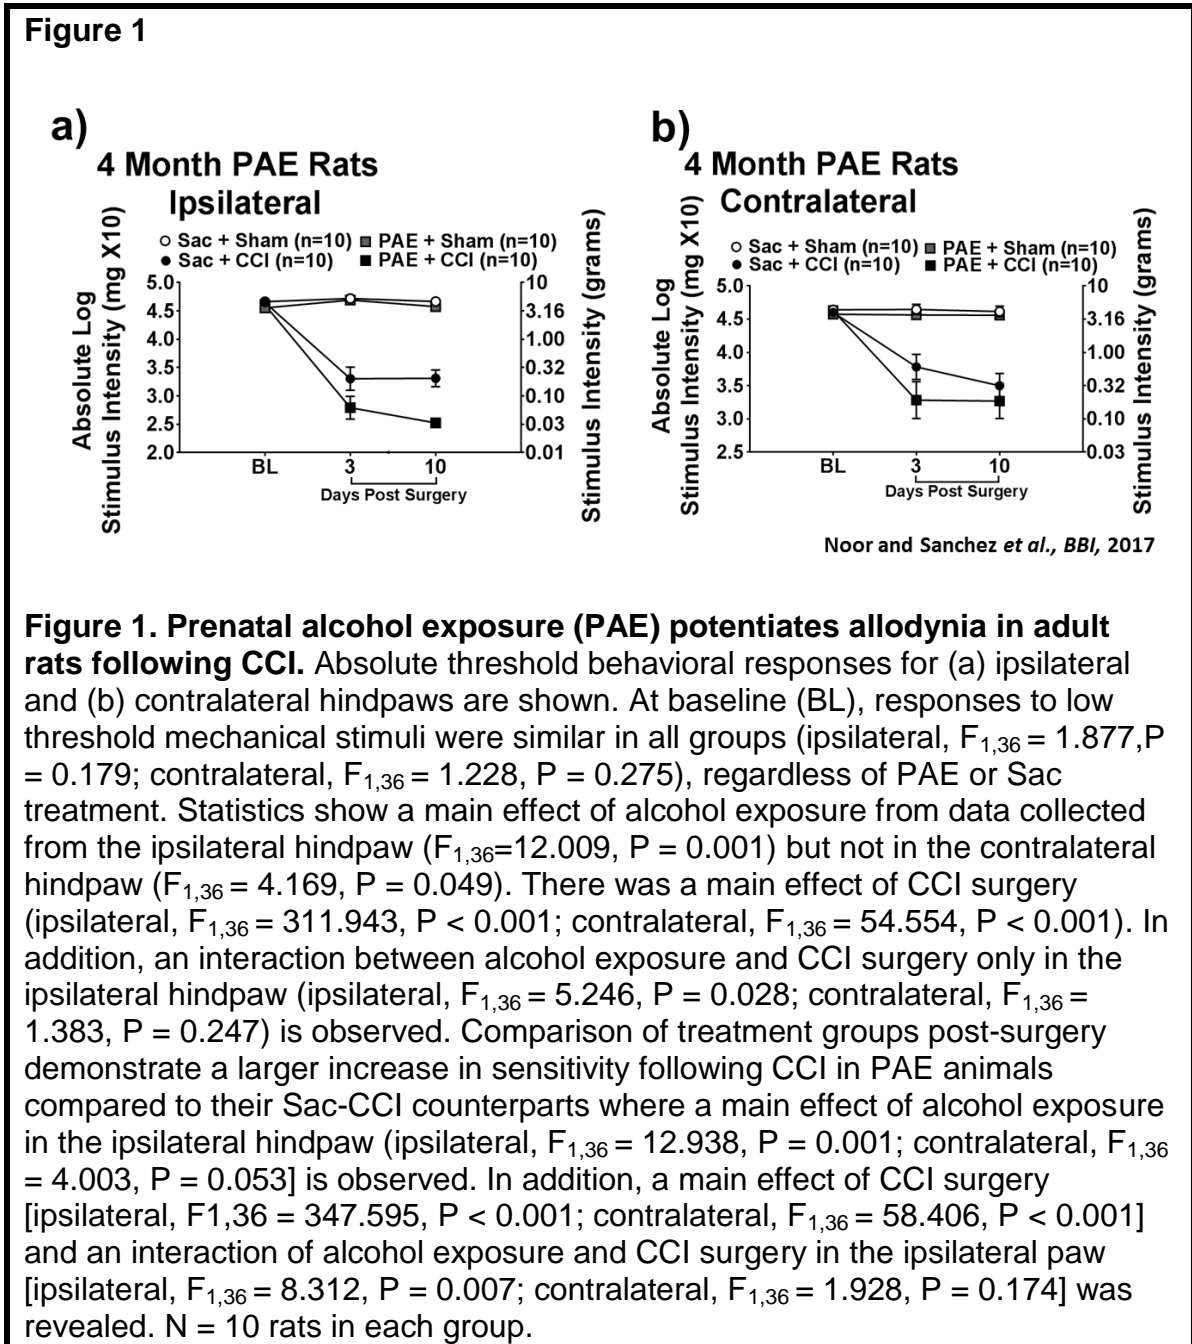 Figure 1
a)
4 Month PAE Rats
Ipsilateral
Absolute Log
Stimulus Intensity (mg X10)
Stimulus Intensity (grams)
Sac + Sham (n=10) PAE + Sham (n=10)
Sac + CCI (n=10) PAE + CCI (n=10)
5.0
4.5
4.0
3.5
3.0
2.5
2.0
10
3.16
1.00
0.32
0.10
0.03
0.01
BL 3 10
Days Post Surgery
b)
4 Month PAE Rats
Contralateral
Absolute Log
Stimulus Intensity (mg X10)
Stimulus Intensity (grams)
Sac + Sham (n=10) PAE + Sham (n=10)
Sac + CCI (n=10) PAE + CCI (n=10)
5.0
4.5
4.0
3.5
3.0
2.5
10
3.16
1.00
0.32
0.10
0.03
BL 3 10
Days Post Surgery
Noor and Sanchez et al., BBI, 2017
Figure 1. Prenatal alcohol exposure (PAE) potentiates allodynia in adult
rats following CCI. Absolute threshold behavioral responses for (a) ipsilateral
and (b) contralateral hindpaws are shown. At baseline (BL), responses to low
threshold mechanical stimuli were similar in all groups (ipsilateral, F1,36 = 1.877,P
= 0.179; contralateral, F1,36 = 1.228, P = 0.275), regardless of PAE or Sac
treatment. Statistics show a main effect of alcohol exposure from data collected
from the ipsilateral hindpaw (F1,36=12.009, P = 0.001) but not in the contralateral
hindpaw (F1,36 = 4.169, P = 0.049). There was a main effect of CCI surgery
(ipsilateral, F1,36 = 311.943, P < 0.001; contralateral, F1,36 = 54.554, P < 0.001). In
addition, an interaction between alcohol exposure and CCI surgery only in the
ipsilateral hindpaw (ipsilateral, F1,36 = 5.246, P = 0.028; contralateral, F1,36 =
1.383, P = 0.247) is observed. Comparison of treatment groups post-surgery
demonstrate a larger increase in sensitivity following CCI in PAE animals
compared to their Sac-CCI counterparts where a main effect of alcohol exposure
in the ipsilateral hindpaw (ipsilateral, F1,36 = 12.938, P = 0.001; contralateral, F1,36
= 4.003, P = 0.053] is observed. In addition, a main effect of CCI surgery
[ipsilateral, F1,36 = 347.595, P < 0.001; contralateral, F1,36 = 58.406, P < 0.001]
and an interaction of alcohol exposure and CCI surgery in the ipsilateral paw
[ipsilateral, F1,36 = 8.312, P = 0.007; contralateral, F1,36 = 1.928, P = 0.174] was
revealed. N = 10 rats in each group.